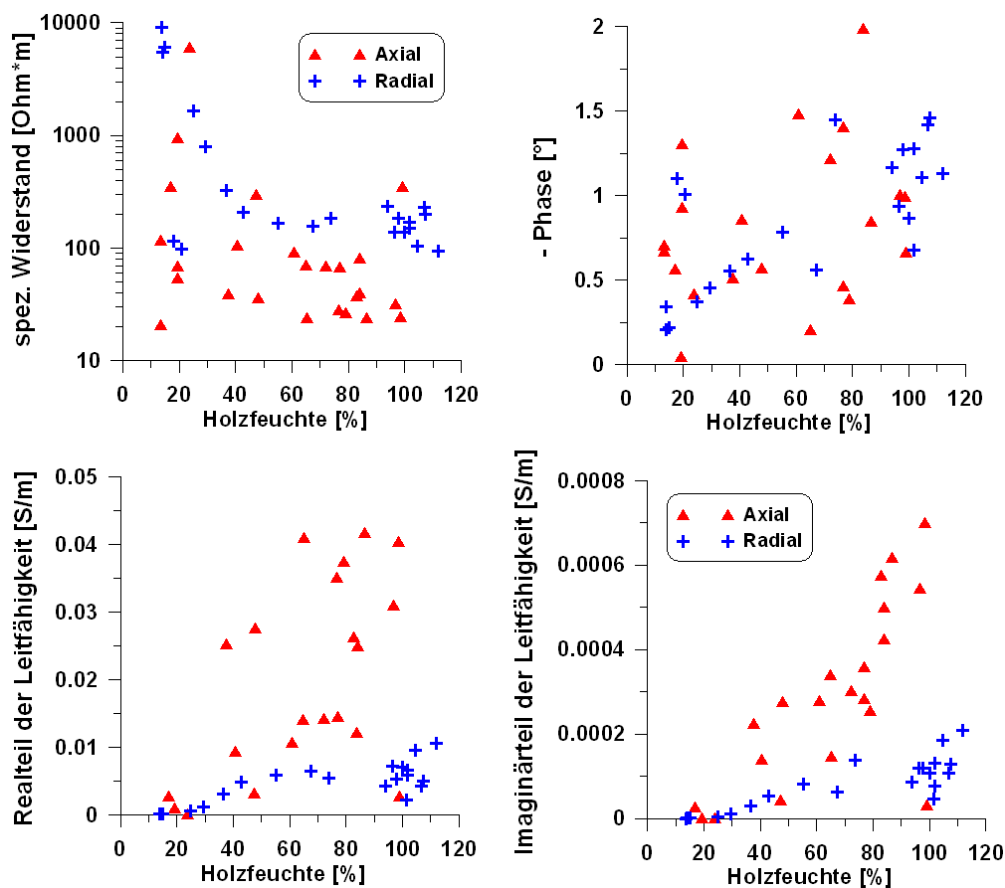 spez. Widerstand [Ohm*m]
10000
1000
100
10
Axial
Radial
0 20 40 60 80 100 120
Holzfeuchte [%]
- Phase [°]
2
1.5
1
0.5
0
0 20 40 60 80 100 120
Holzfeuchte [%]
Realteil der Leitfähigkeit [S/m]
0.05
0.04
0.03
0.02
0.01
0
0 20 40 60 80 100 120
Holzfeuchte [%]
Imaginärteil der Leitfähigkeit [S/m]
0.0008
0.0006
0.0004
0.0002
0
Axial
Radial
0 20 40 60 80 100 120
Holzfeuchte [%]